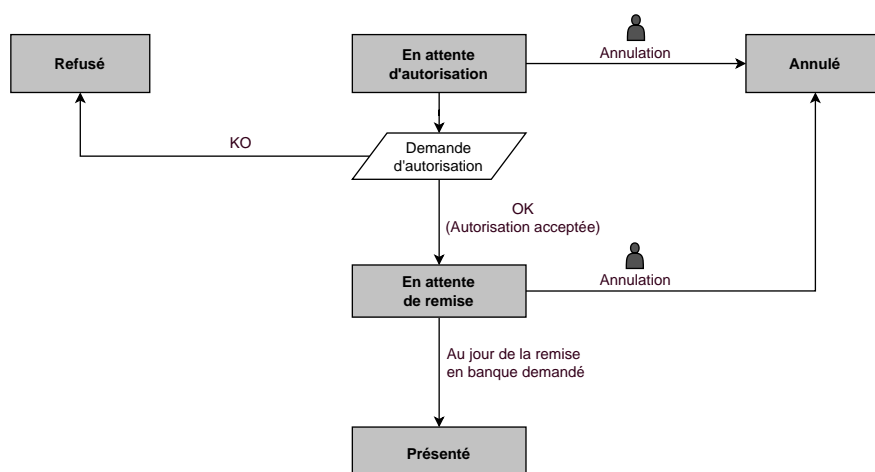 Refusé
En attente
d'autorisation
Annulation
Annulé
KO
Demande
d'autorisation
OK
(Autorisation acceptée)
En attente
de remise
Annulation
Au jour de la remise
en banque demandé
Présenté